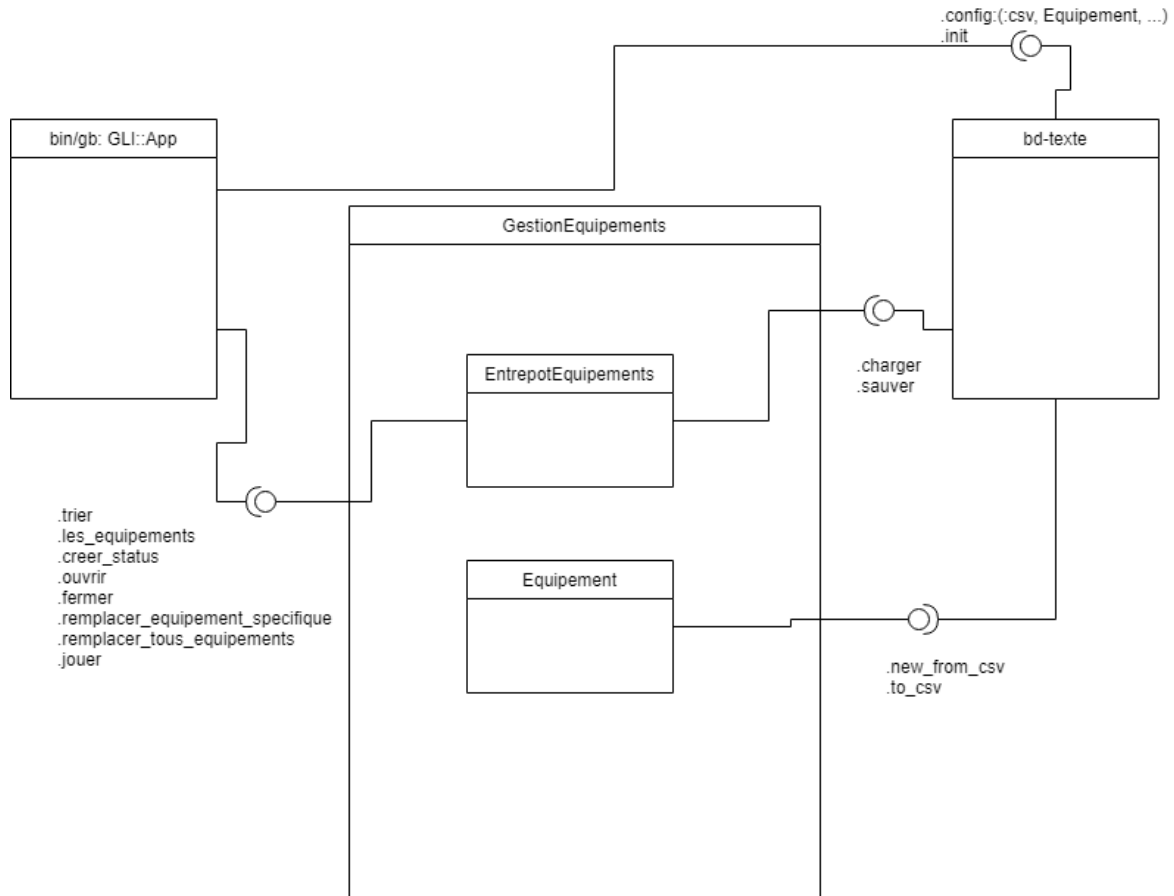 .config:(:csv, Equipement, ...)
.init
bin/gb: GLI::App
bd-texte
GestionEquipements
EntrepotEquipements
.charger
.sauver
.trier
.les_equipements
.creer_status
.ouvrir
.fermer
.remplacer_equipement_specifique
.remplacer_tous_equipements
.jouer
Equipement
.new_from_csv
.to_csv